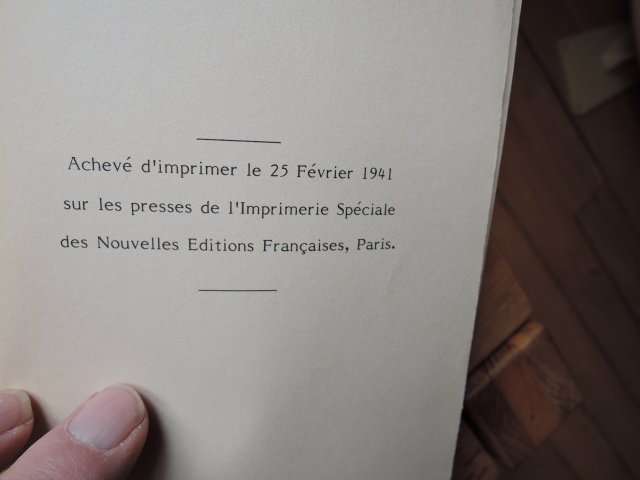 Achevé d'imprimer le 25 Février 1941
sur les presses de l'Imprimerie Spéciale
des Nouvelles Editions Françaises, Paris.